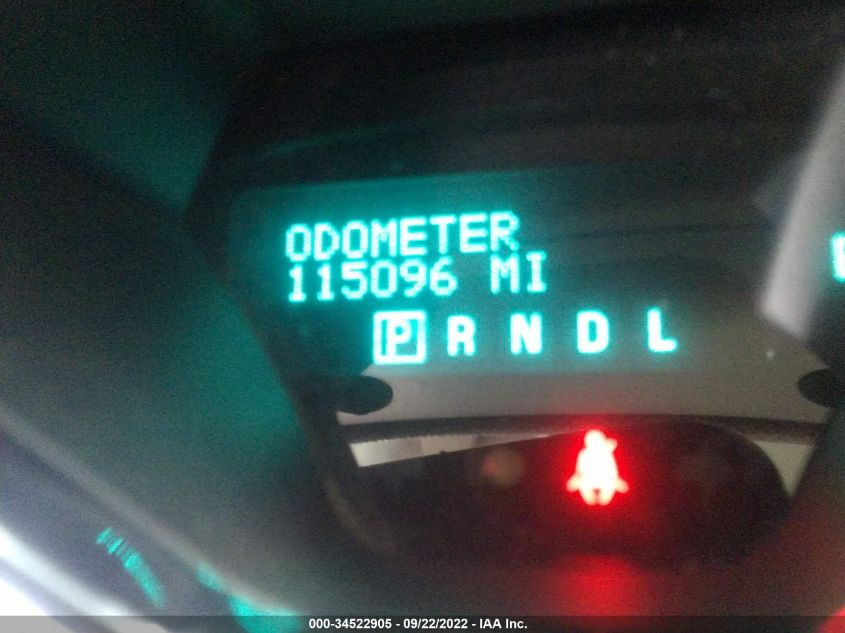 ODOMETER
115096 MI
P R N D L
000-34522905 - 09/22/2022 - IAA Inc.